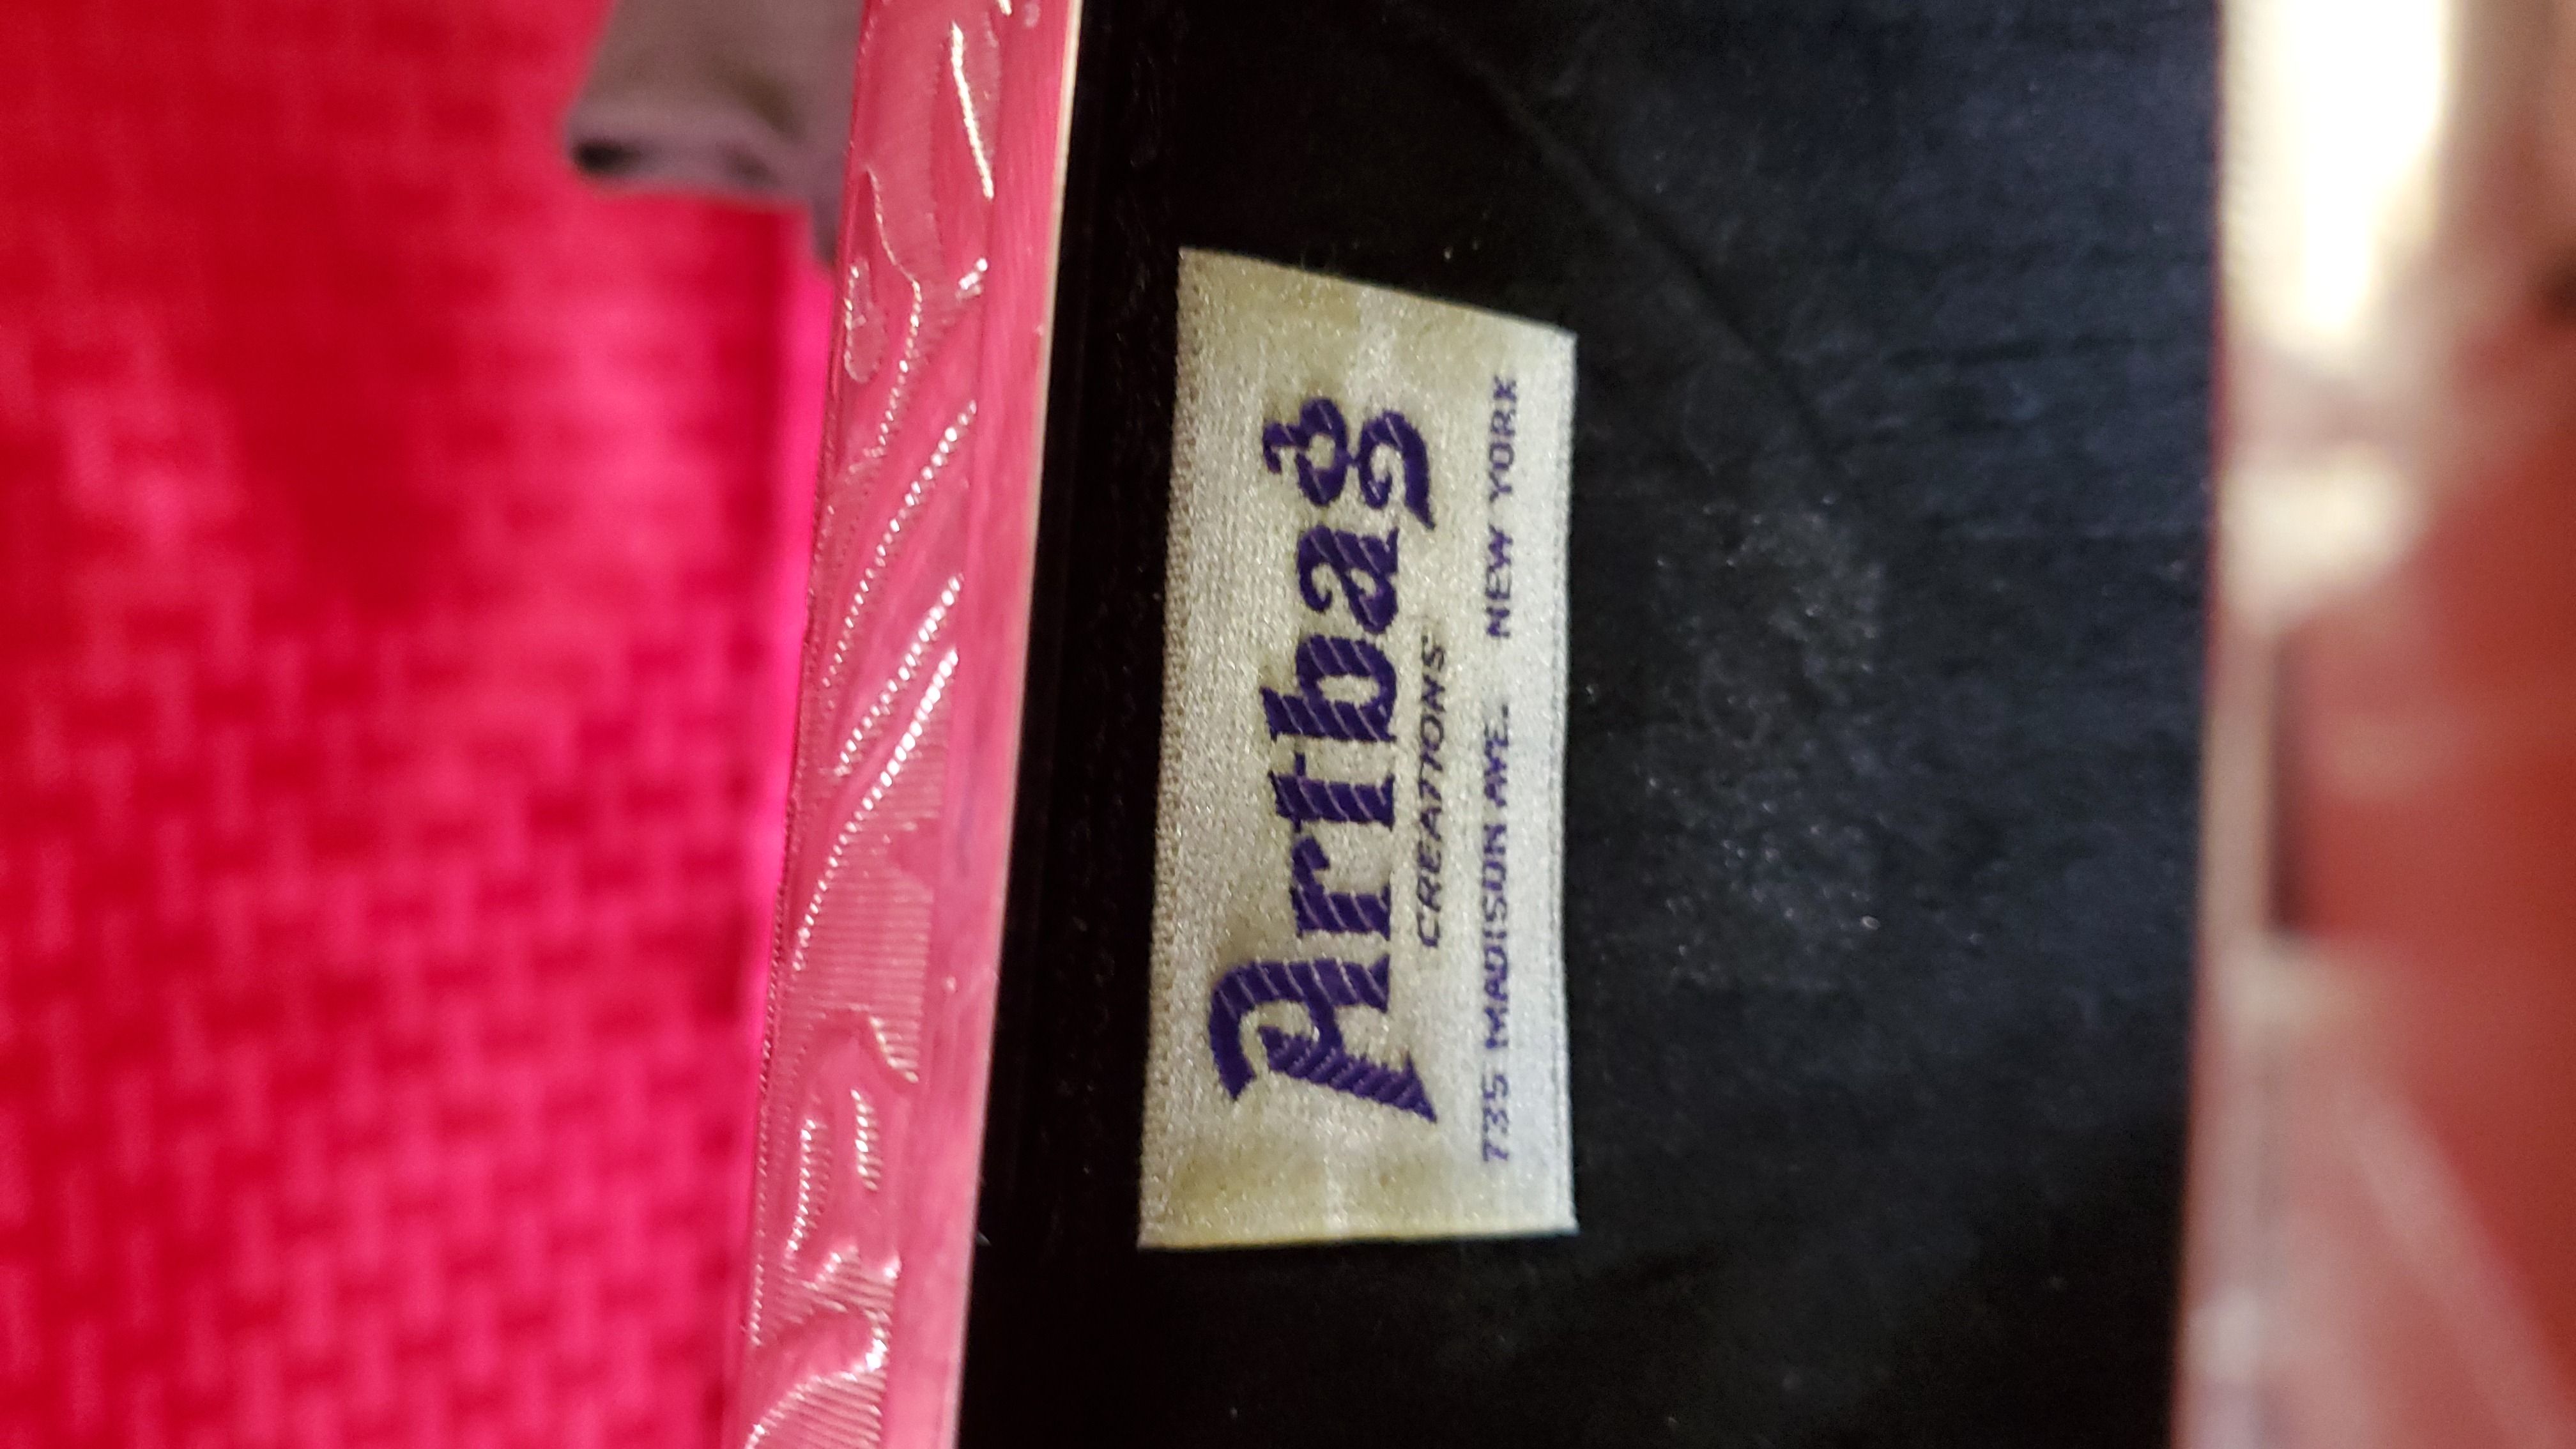 Artbag
CREATIONS
735 MADISON AVE. NEW YORK